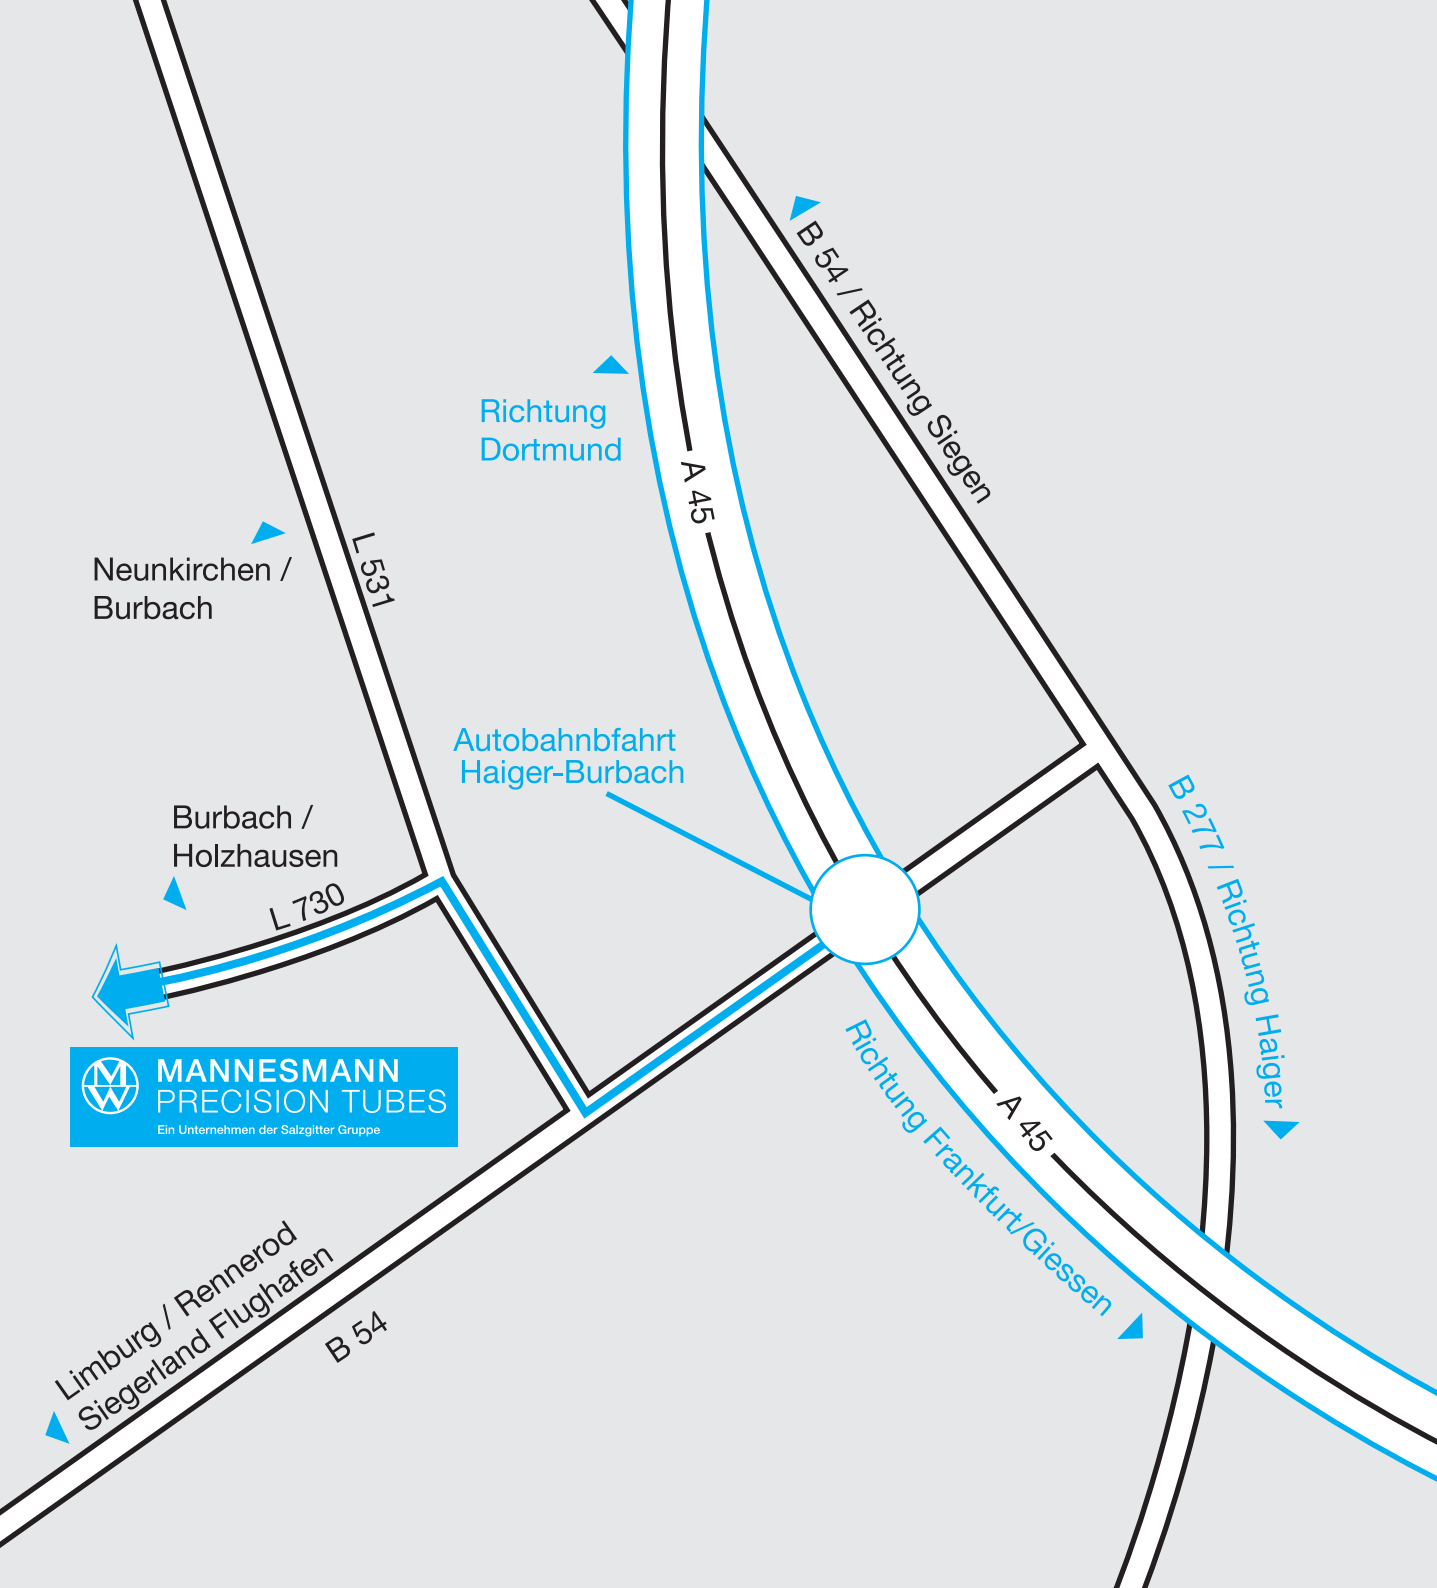 B 54 / Richtung Siegen
Richtung
Dortmund
A 45
Neunkirchen /
Burbach
L 531
Autobahnbfahrt
Haiger-Burbach
B 277 / Richtung Haiger
Burbach /
Holzhausen
L 730
MANNESMANN
PRECISION TUBES
Ein Unternehmen der Salzgitter Gruppe
Richtung Frankfurt/Giessen
A 45
Limburg / Rennerod
Siegerland Flughafen
B 54